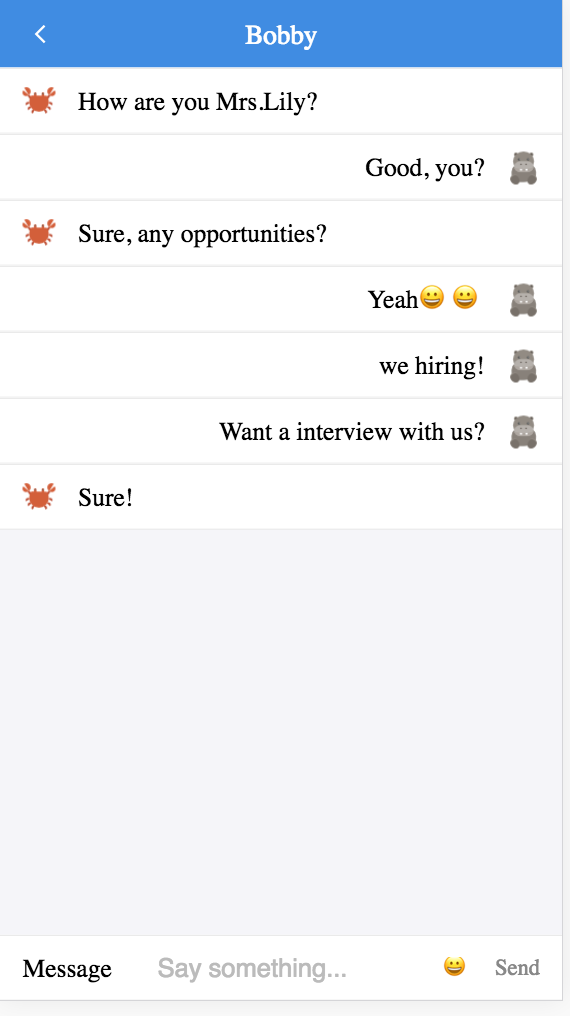 Bobby
How are you Mrs.Lily?
Good, you?
Sure, any opportunities?
Yeah😀 😀
we hiring!
Want a interview with us?
Sure!
Message Say something... 😀 Send